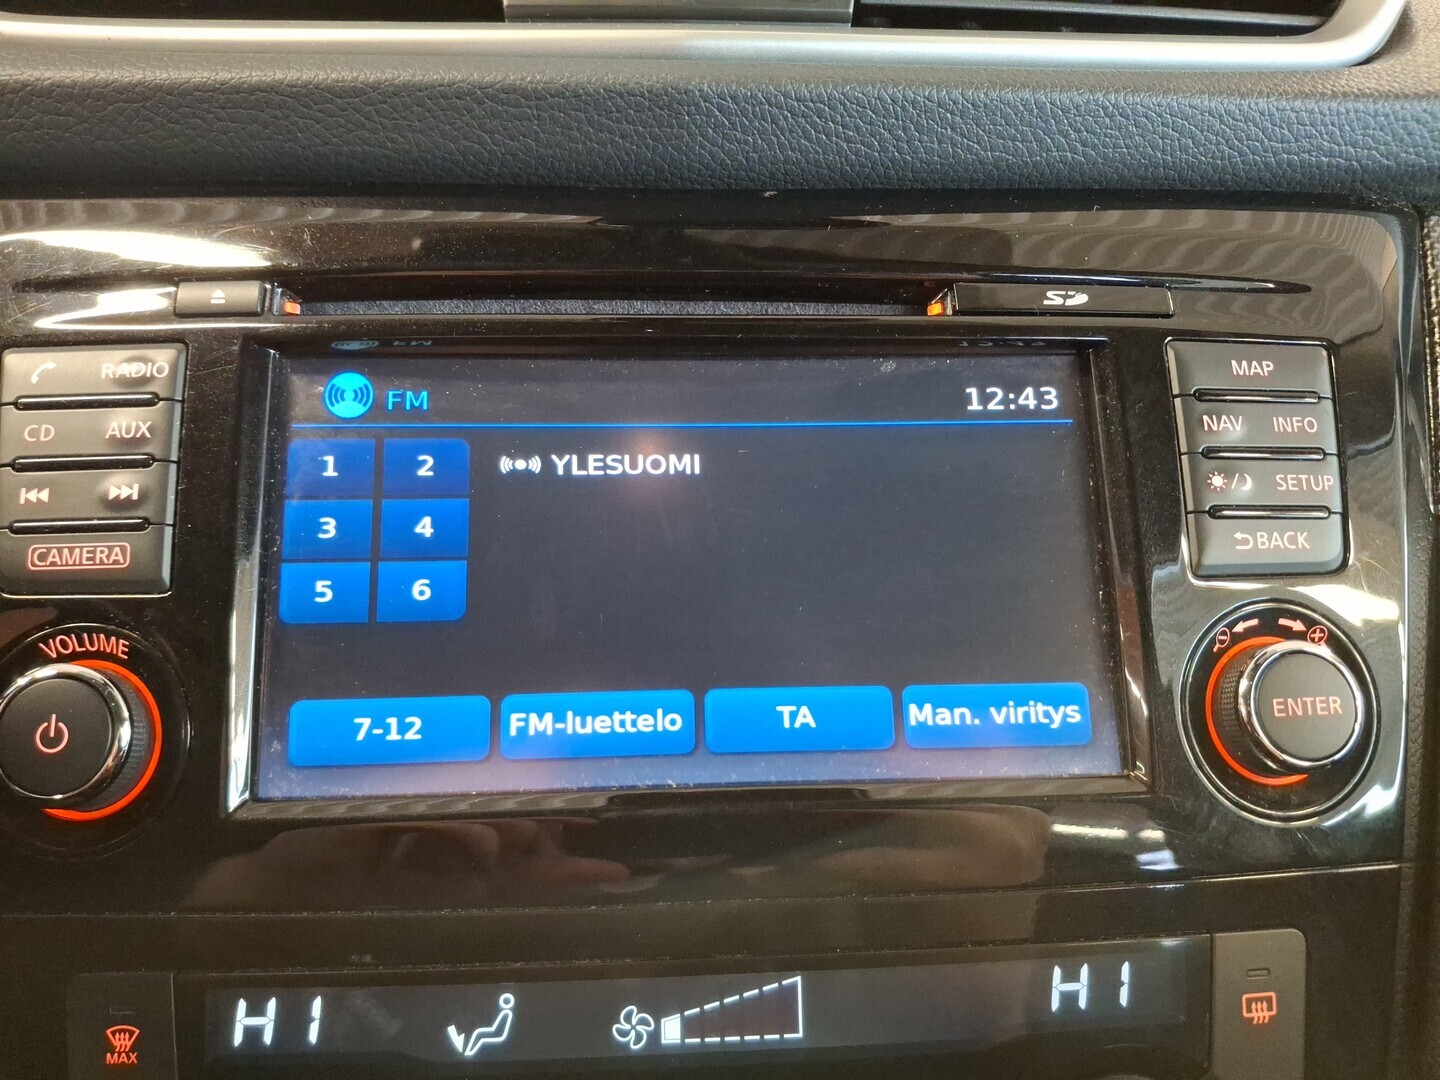 SD
RADIO
CD AUX
CAMERA
VOLUME
FM 12:43
1 2 YLESUOMI
3 4
5 6
7-12 FM-luettelo TA Man. viritys
MAP
NAV INFO
SETUP
BACK
ENTER
HI HI
MAX